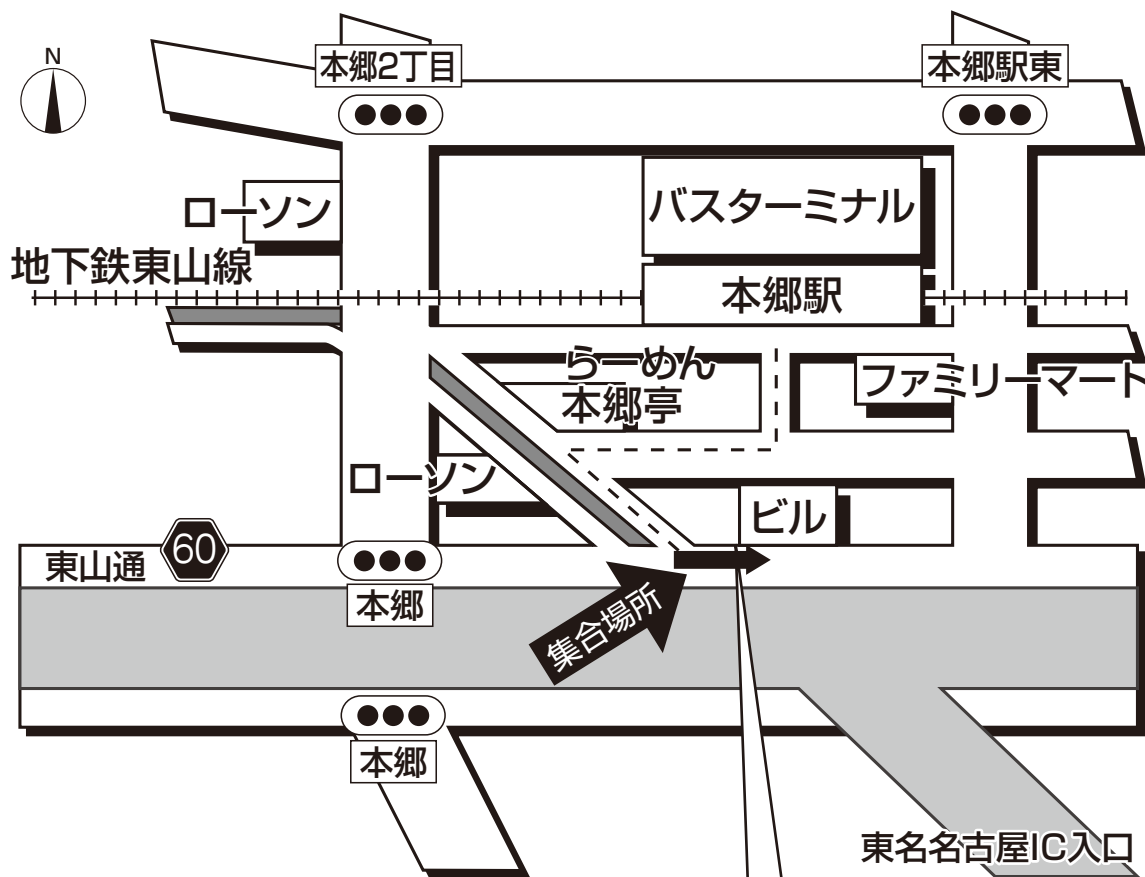 N
本郷2丁目
本郷駅東
ローソン
バスターミナル
地下鉄東山線
本郷駅
らーめん
本郷亭
ファミリーマート
ローソン
ビル
東山通
60
本郷
集合場所
本郷
東名名古屋IC入口